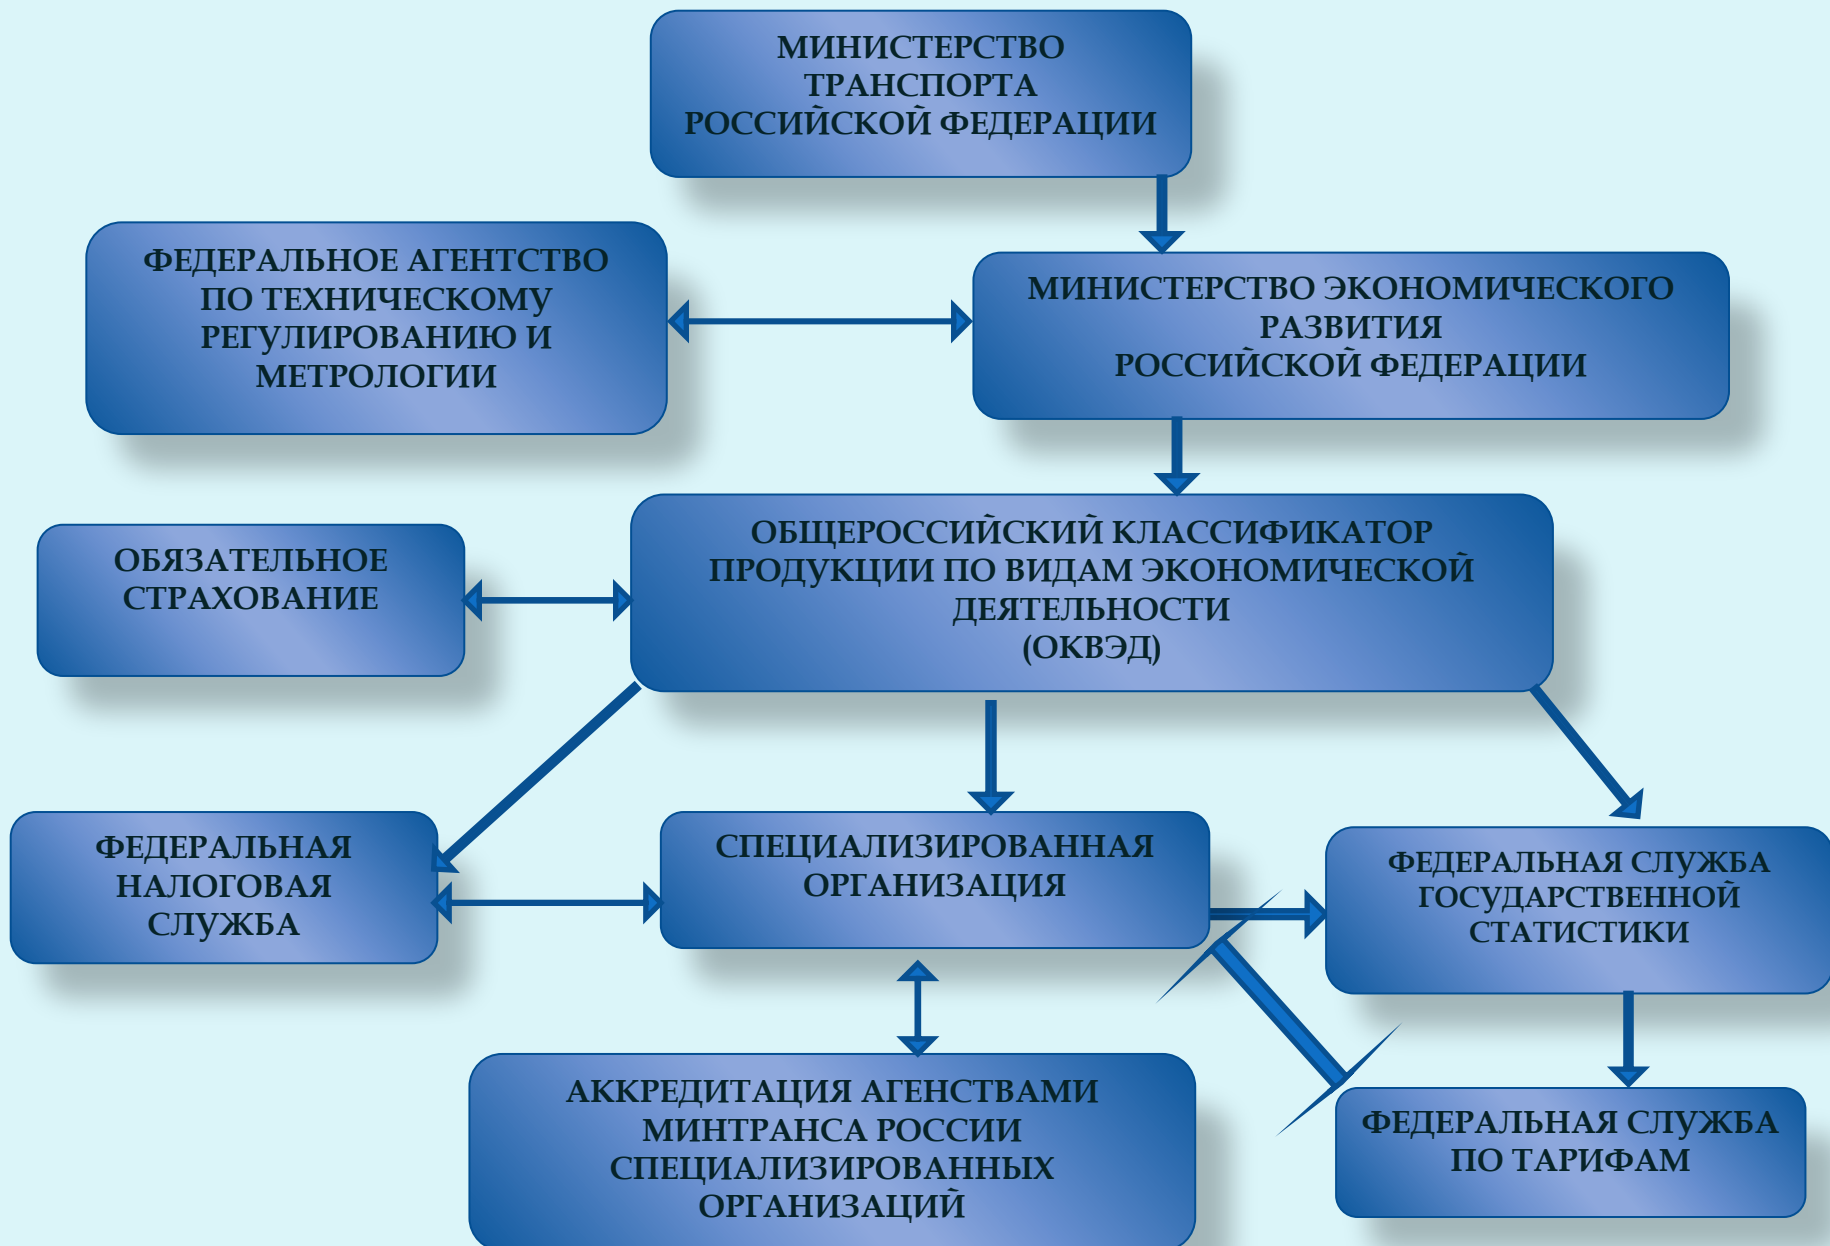 МИНИСТЕРСТВО
ТРАНСПОРТА
РОССИЙСКОЙ ФЕДЕРАЦИИ
ФЕДЕРАЛЬНОЕ АГЕНТСТВО
ПО ТЕХНИЧЕСКОМУ
РЕГУЛИРОВАНИЮ И
МЕТРОЛОГИИ
МИНИСТЕРСТВО ЭКОНОМИЧЕСКОГО
РАЗВИТИЯ
РОССИЙСКОЙ ФЕДЕРАЦИИ
ОБЯЗАТЕЛЬНОЕ
СТРАХОВАНИЕ
ОБЩЕРОССИЙСКИЙ КЛАССИФИКАТОР
ПРОДУКЦИИ ПО ВИДАМ ЭКОНОМИЧЕСКОЙ
ДЕЯТЕЛЬНОСТИ
(ОКВЭД)
ФЕДЕРАЛЬНАЯ
НАЛОГОВАЯ
СЛУЖБА
СПЕЦИАЛИЗИРОВАННАЯ
ОРГАНИЗАЦИЯ
ФЕДЕРАЛЬНАЯ СЛУЖБА
ГОСУДАРСТВЕННОЙ
СТАТИСТИКИ
АККРЕДИТАЦИЯ АГЕНСТВАМИ
МИНТРАНСА РОССИИ
СПЕЦИАЛИЗИРОВАННЫХ
ОРГАНИЗАЦИЙ
ФЕДЕРАЛЬНАЯ СЛУЖБА
ПО ТАРИФАМ